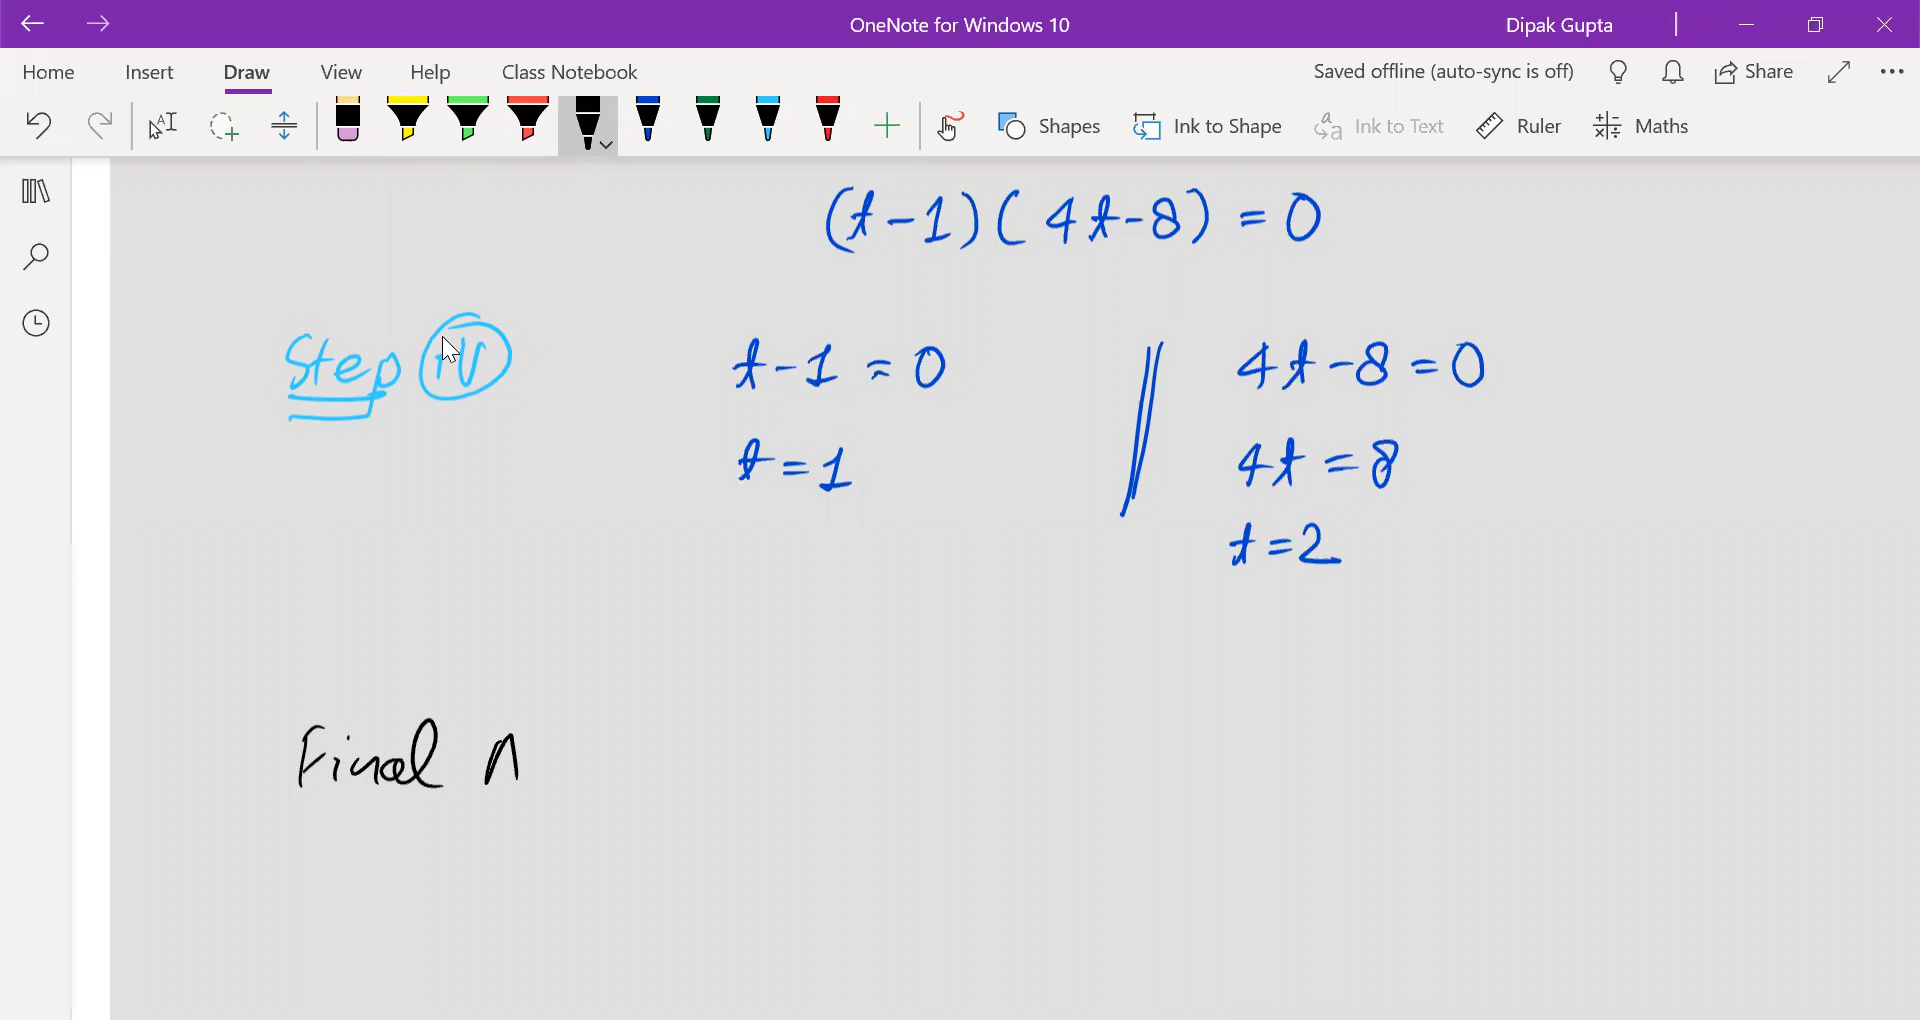 OneNote for Windows 10
Dipak Gupta
Home Insert Draw View Help Class Notebook
Saved offline (auto-sync is off) Share
Shapes Ink to Shape Ink to Text Ruler Maths
(t-1)(4t-8) = 0
Step IV
t-1 = 0
4t-8=0
t=1
4t=8
t=2
Final A